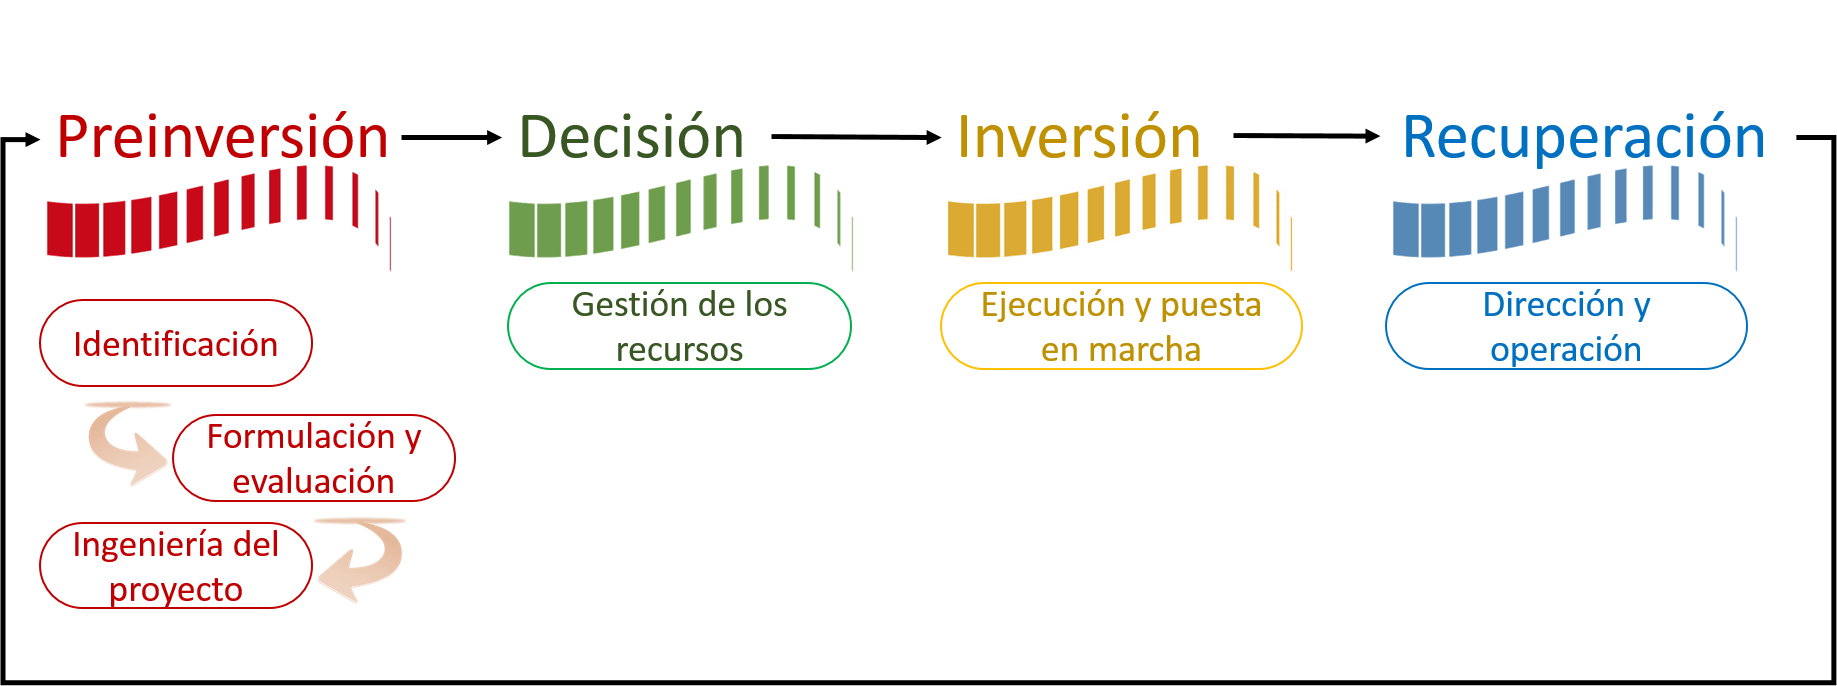 Preinversión
Decisión
Inversión
Recuperación
Identificación
Formulación y
evaluación
Ingeniería del
proyecto
Gestión de los
recursos
Ejecución y puesta
en marcha
Dirección y
operación